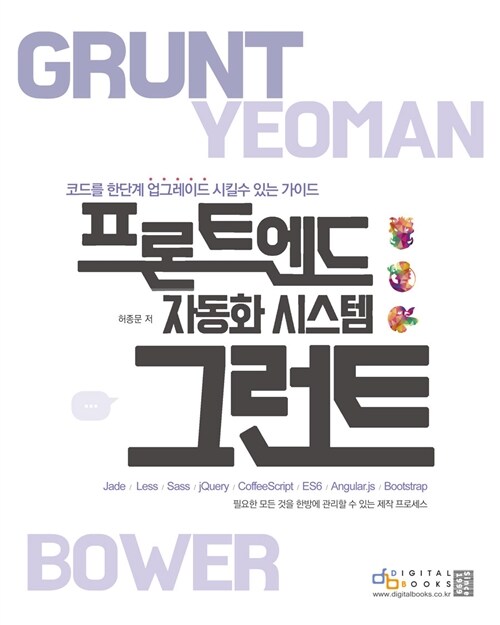 GRUNT
YEOMAN
코드를 한단계 업그레이드 시킬수 있는 가이드
프론트엔드
허종문 저
자동화 시스템
그런트
Jade / Less / Sass / jQuery / CoffeeScript / ES6 / Angular.js / Bootstrap
필요한 모든 것을 한방에 관리할 수 있는 제작 프로세스
BOWER
DIGITAL
BOOKS
Since 1999
www.digitalbooks.co.kr